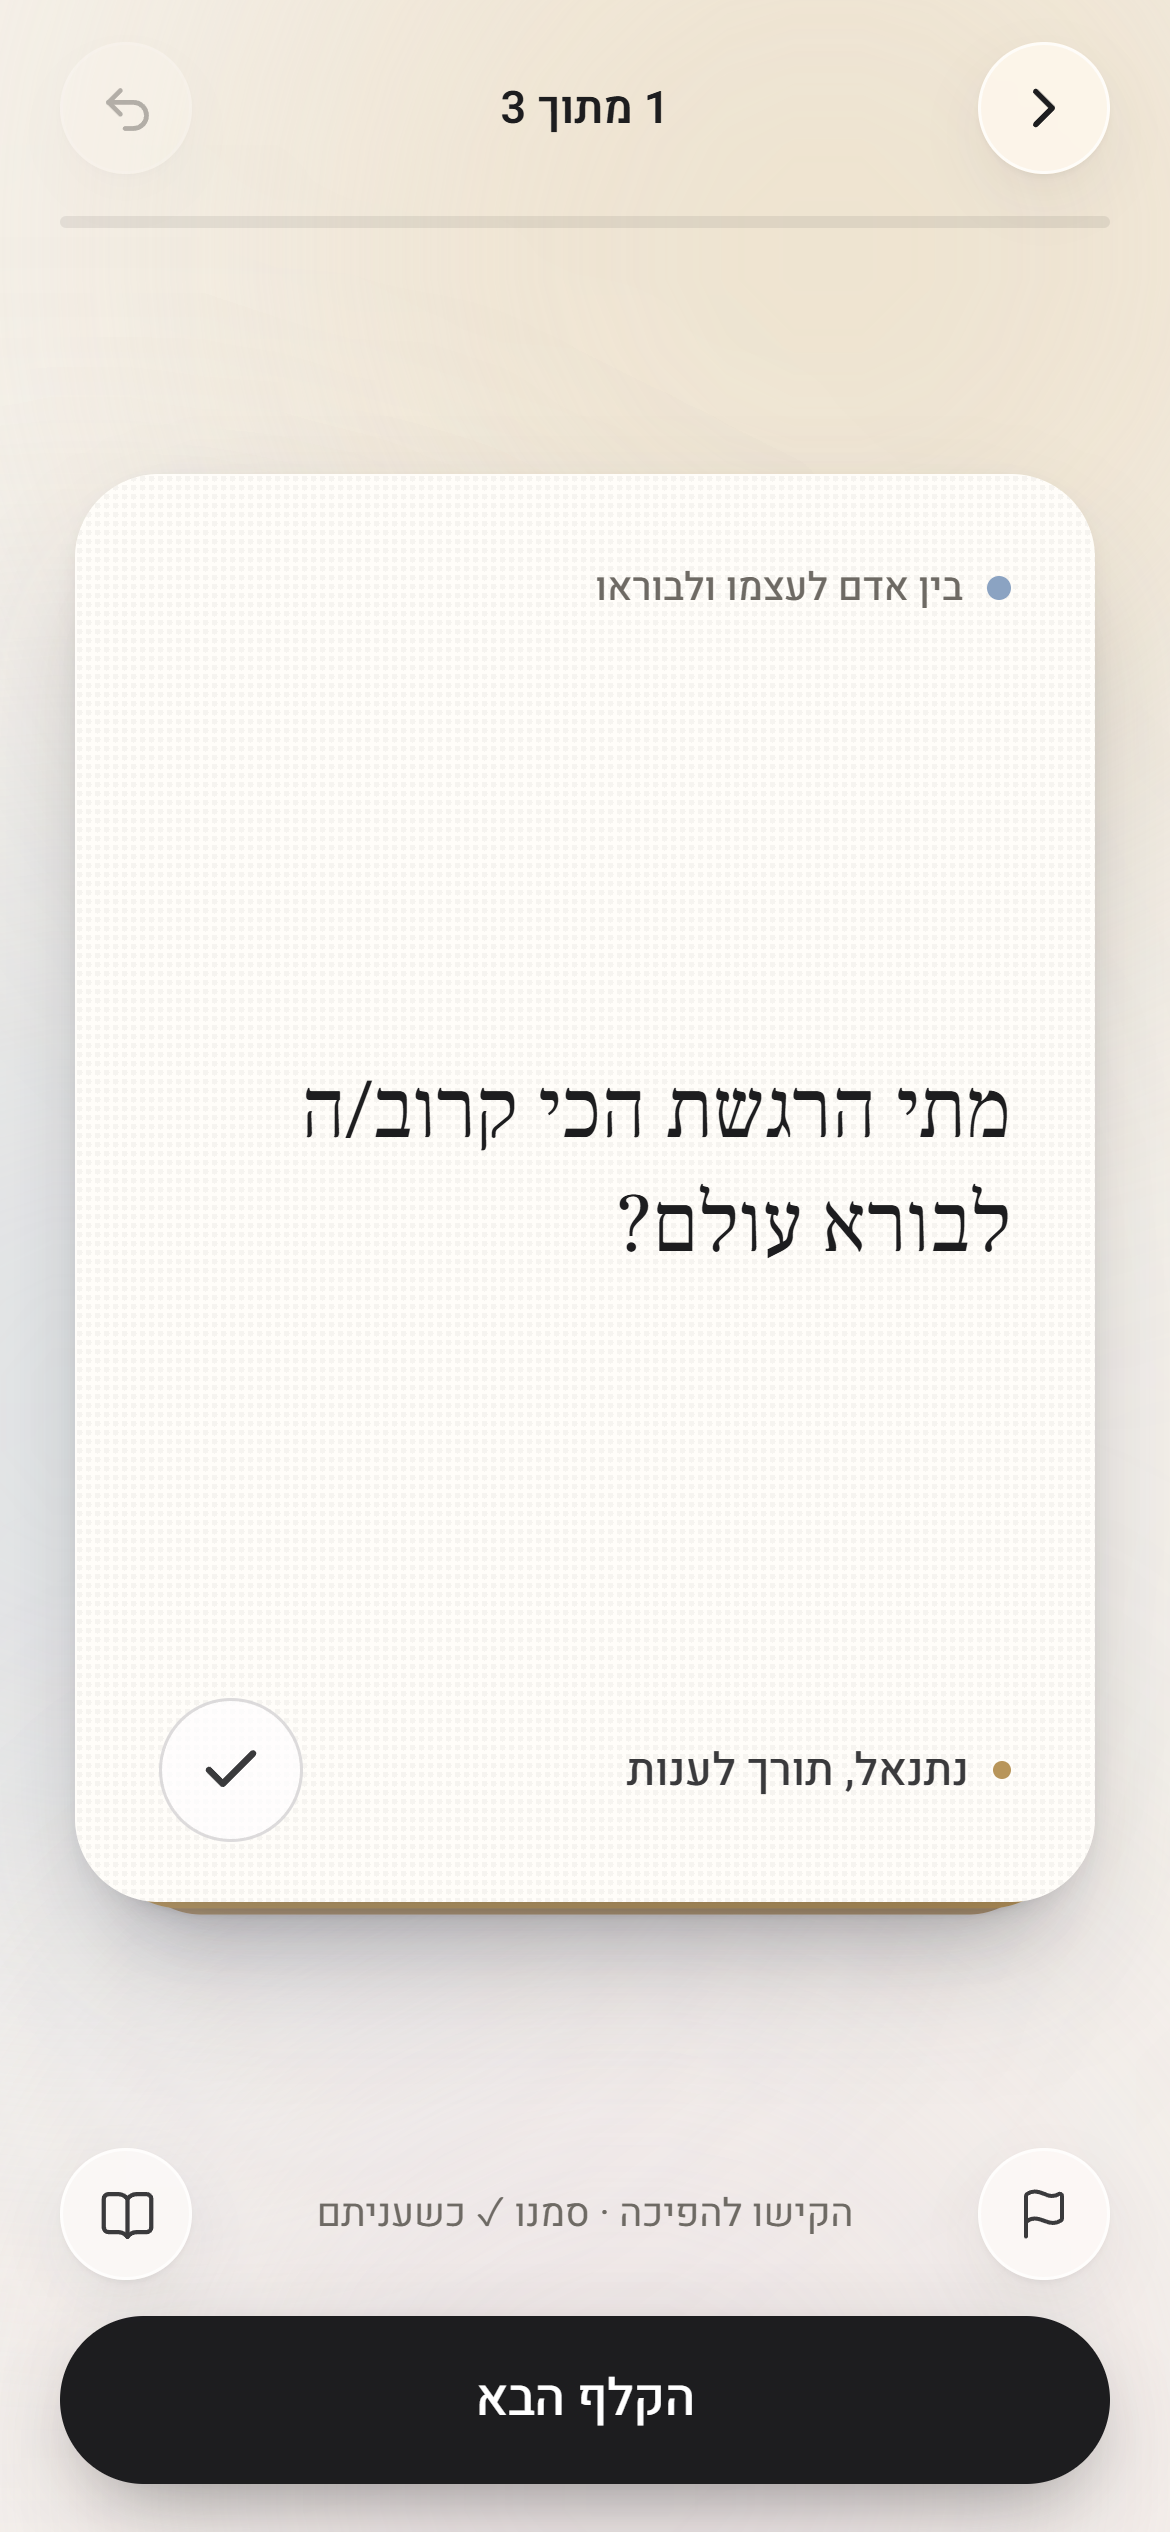 1 מתוך 3
בין אדם לעצמו ולבוראו
מתי הרגשת הכי קרוב/ה
לבורא עולם?
נתנאל, תורך לענות
הקישו להפיכה · סמנו ✓ כשעניתם
הקלף הבא